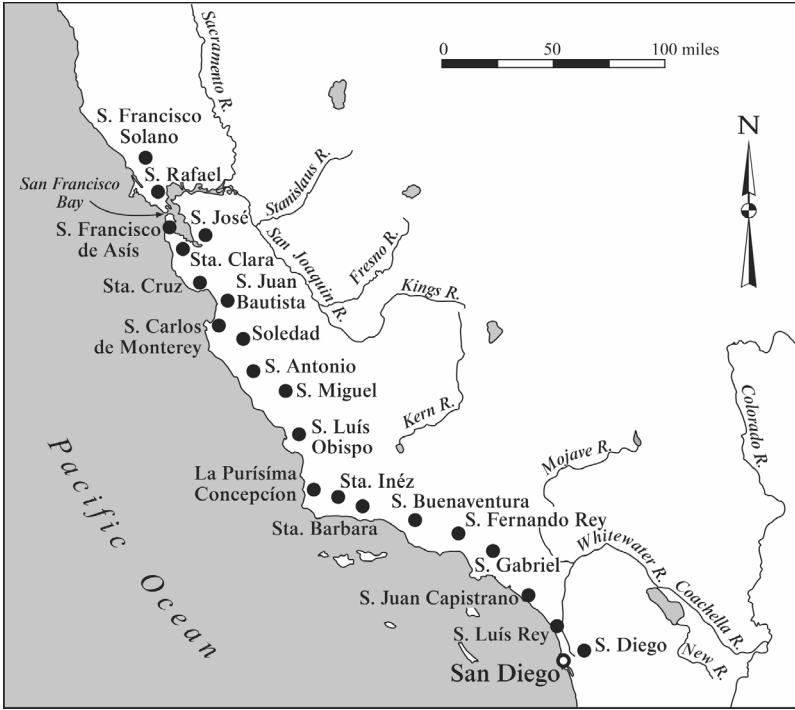 0 50 100 miles
Sacramento R.
S. Francisco
Solano
N
S. Rafael
San Francisco
Bay
Stanislaus R.
S. José
S. Francisco
de Asís
Sta. Clara
San Joaquin R.
Fresno R.
Sta. Cruz
S. Juan
Bautista
Kings R.
S. Carlos
de Monterey
Soledad
S. Antonio
S. Miguel
Colorado R.
Kern R.
S. Luís
Obispo
Mojave R.
Pacific Ocean
La Purísíma
Concepcíon
Sta. Inéz
S. Buenaventura
Sta. Barbara
S. Fernando Rey
Whitewater R.
S. Gabriel
Coachella R.
S. Juan Capistrano
S. Luís Rey
S. Diego
New R.
San Diego